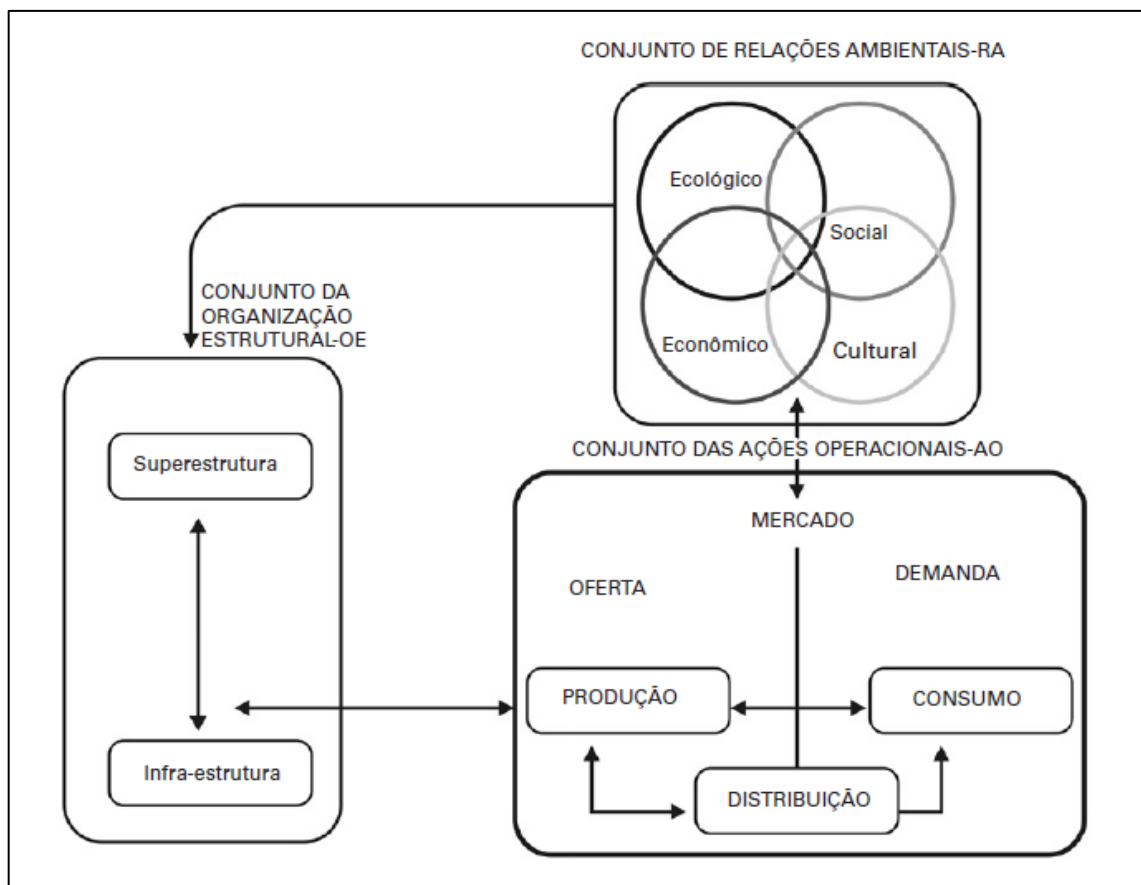 CONJUNTO DE RELAÇÕES AMBIENTAIS-RA
Ecológico
Social
Econômico
Cultural
CONJUNTO DA
ORGANIZAÇÃO
ESTRUTURAL-OE
Superestrutura
Infra-estrutura
CONJUNTO DAS AÇÕES OPERACIONAIS-AO
MERCADO
OFERTA
DEMANDA
PRODUÇÃO
CONSUMO
DISTRIBUIÇÃO